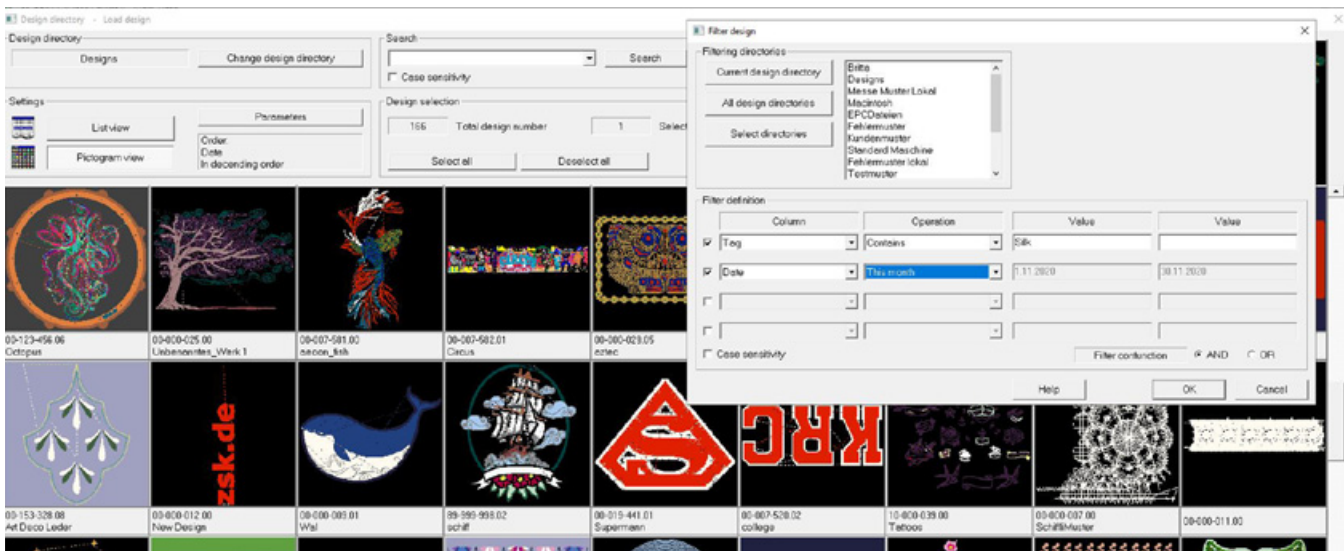 Design directory - Load design
Design directory
Designs
Change design directory
Search
Search
Case sensitivity
Settings
List view
Pictogram view
Parameters
Order:
Date
In decending order
Design selection
166
Total design number
1
Select
Select all
Deselect all
Filter design
Filtering directories
Current design directory
All design directories
Select directories
Britta
Designs
Messe Muster Lokal
Macintosh
EPCDateien
Fehlermuster
Kundenmuster
Standard Maschine
Fehlermuster lokal
Testmuster
Filter definition
Column
Operation
Value
Value
Tag
Contains
Silk
Date
This month
1.11.2020
30.11.2020
Case sensitivity
Filter confunction
AND
OR
Help
OK
Cancel
00-123-456.06
Octopus
00-000-025.00
Unbenanntes_Werk 1
00-007-581.00
00-007-582.01
Circus
00-000-029.05
aztec
zsk.de
KRC
00-153-328.08
Art Deco Leder
00-000-012.00
New Design
00-000-009.01
Wal
99-999-998.02
schiff
00-019-441.01
Supermann
00-007-520.02
college
10-000-039.00
Tattoos
00-000-007.00
SchiffliMuster
00-000-011.00